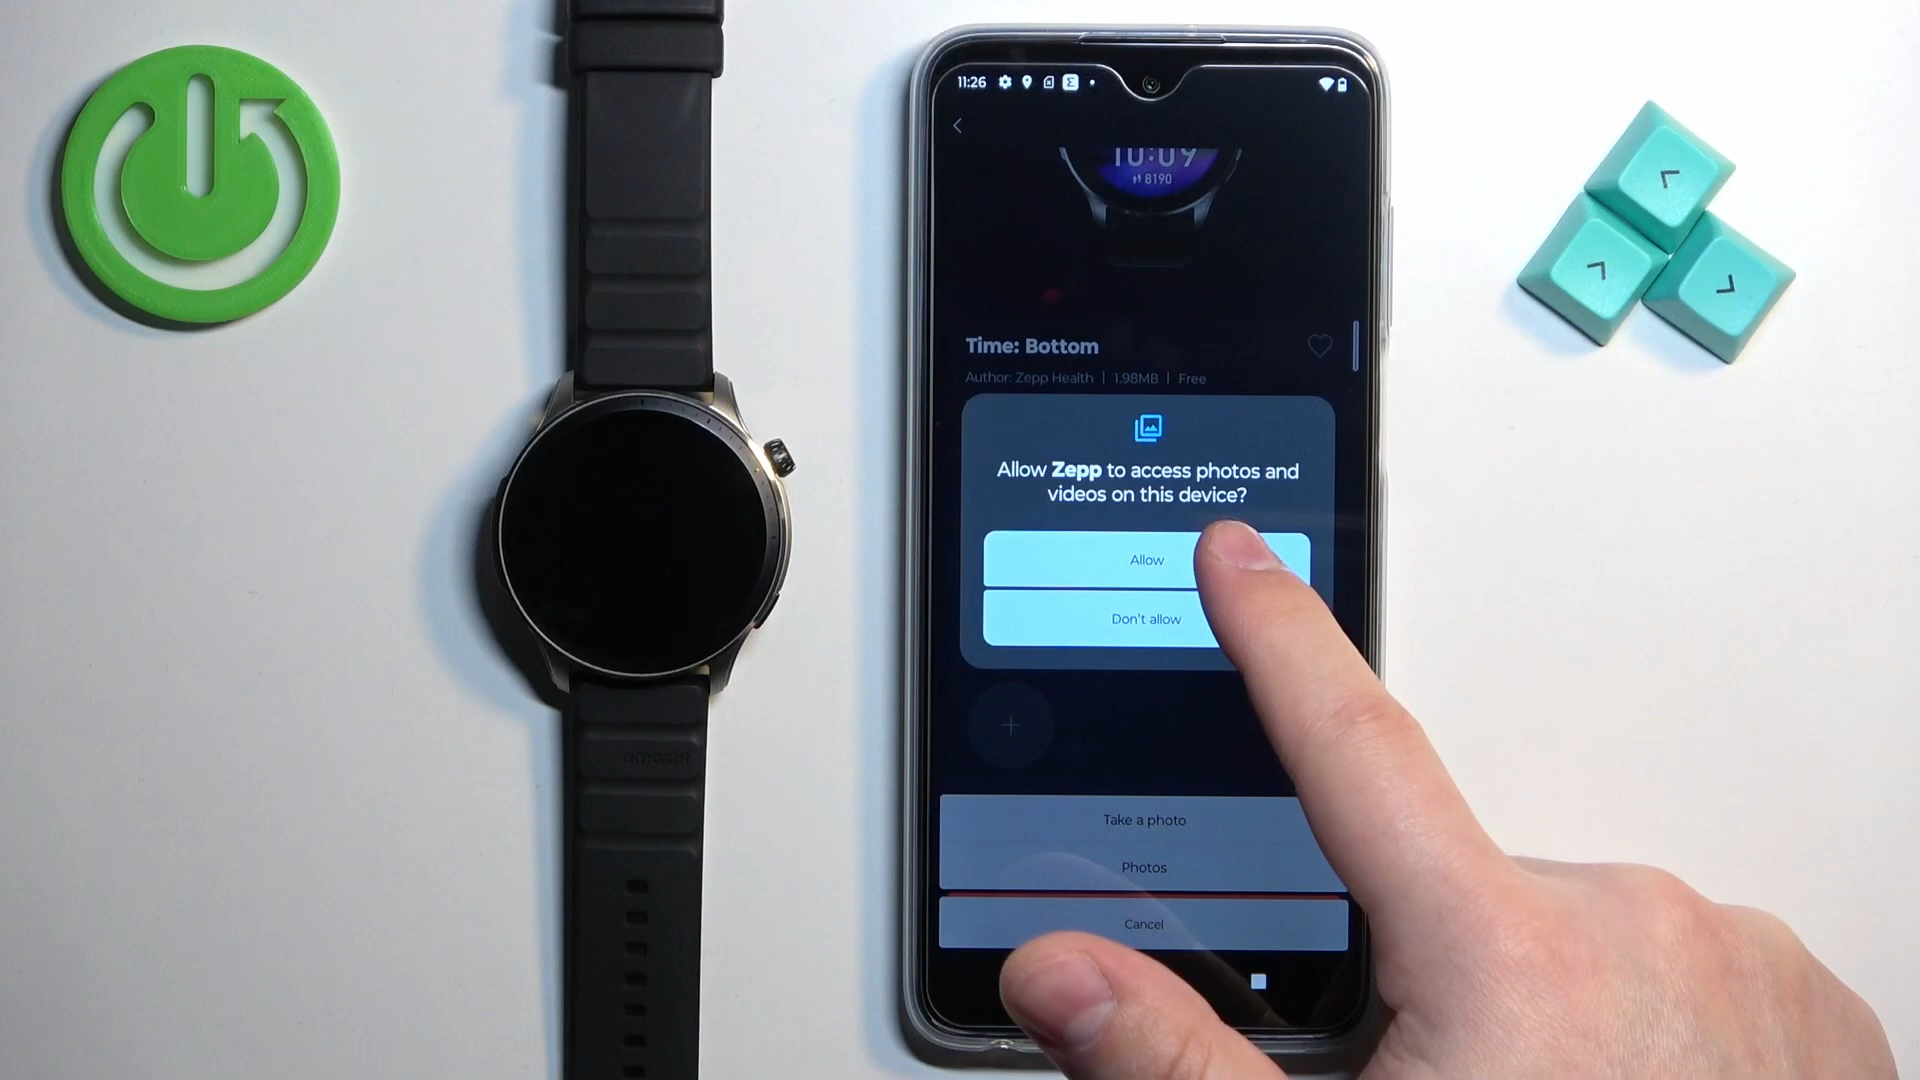 11:26
10:09
8190
Time: Bottom
Author: Zepp Health | 1.98MB | Free
Allow Zepp to access photos and
videos on this device?
Allow
Don't allow
Take a photo
Photos
Cancel